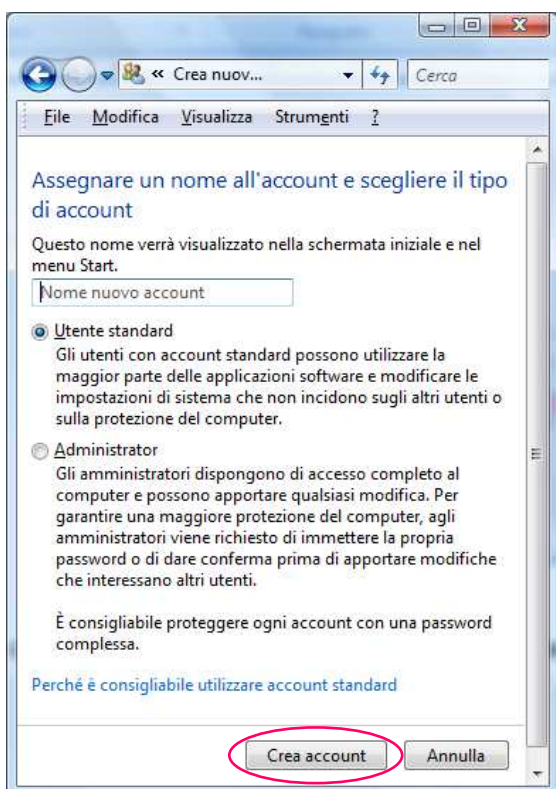 « Crea nuov...
Cerca
File Modifica Visualizza Strumenti ?
Assegnare un nome all'account e scegliere il tipo
di account
Questo nome verrà visualizzato nella schermata iniziale e nel
menu Start.
Nome nuovo account
Utente standard
Gli utenti con account standard possono utilizzare la
maggior parte delle applicazioni software e modificare le
impostazioni di sistema che non incidono sugli altri utenti o
sulla protezione del computer.
Administrator
Gli amministratori dispongono di accesso completo al
computer e possono apportare qualsiasi modifica. Per
garantire una maggiore protezione del computer, agli
amministratori viene richiesto di immettere la propria
password o di dare conferma prima di apportare modifiche
che interessano altri utenti.
È consigliabile proteggere ogni account con una password
complessa.
Perché è consigliabile utilizzare account standard
Crea account Annulla